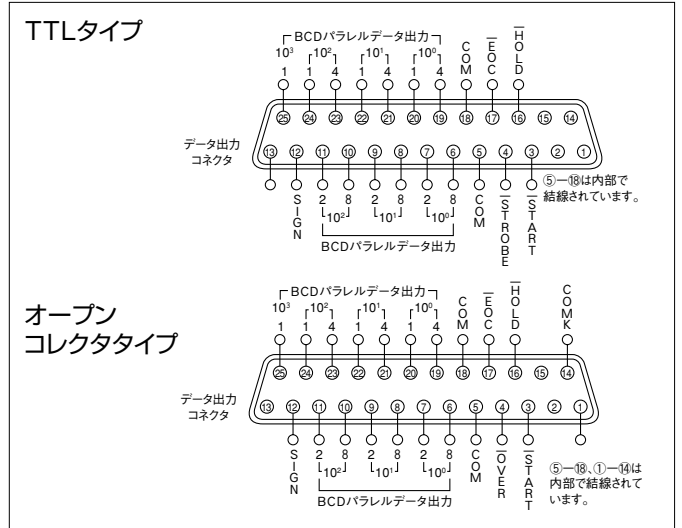 TTLタイプ
BCDパラレルデータ出力
10³ 10² 10¹ 10⁰
1 1 4 1 4 1 4 COM E̅O̅C̅ H̅O̅L̅D̅
㉕ ㉔ ㉓ ㉒ ㉑ ⑳ ⑲ ⑱ ⑰ ⑯ ⑮ ⑭
データ出力
コネクタ
⑬ ⑫ ⑪ ⑩ ⑨ ⑧ ⑦ ⑥ ⑤ ④ ③ ② ①
SIGN 2 8 2 8 2 8 COM S̅T̅R̅O̅B̅E̅ S̅T̅A̅R̅T̅
10² 10¹ 10⁰
BCDパラレルデータ出力
⑤ー⑱は内部で
結線されています。
オープン
コレクタタイプ
BCDパラレルデータ出力
10³ 10² 10¹ 10⁰
1 1 4 1 4 1 4 COM E̅O̅C̅ H̅O̅L̅D̅ COMK
㉕ ㉔ ㉓ ㉒ ㉑ ⑳ ⑲ ⑱ ⑰ ⑯ ⑮ ⑭
データ出力
コネクタ
⑬ ⑫ ⑪ ⑩ ⑨ ⑧ ⑦ ⑥ ⑤ ④ ③ ② ①
SIGN 2 8 2 8 2 8 COM O̅V̅E̅R̅ S̅T̅A̅R̅T̅
10² 10¹ 10⁰
BCDパラレルデータ出力
⑤ー⑱、①ー⑭は
内部で結線されて
います。